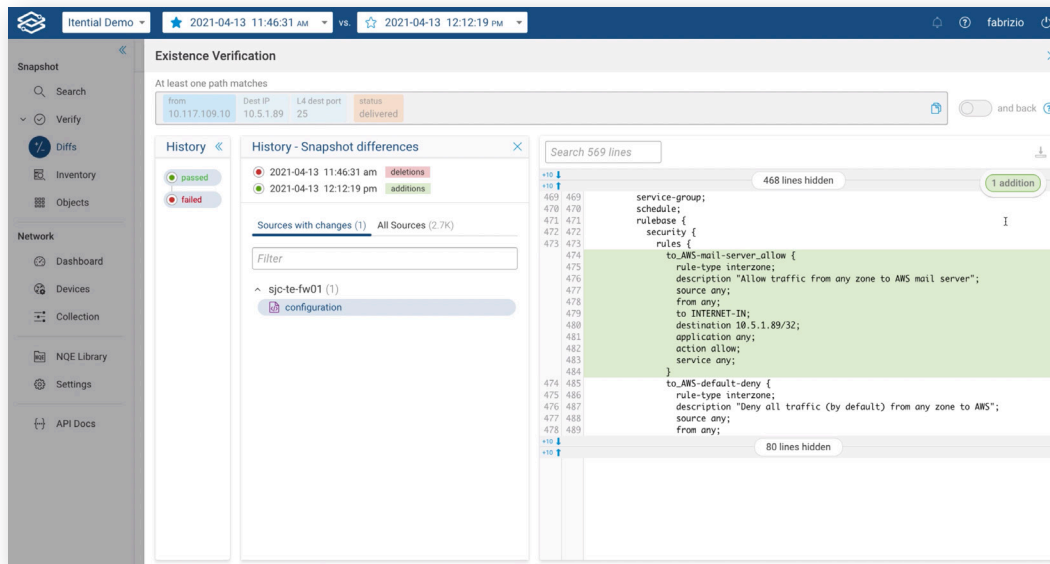 Itential Demo
2021-04-13 11:46:31 AM
vs.
2021-04-13 12:12:19 PM
fabrizio
Snapshot
Search
Verify
Diffs
Inventory
Objects
Network
Dashboard
Devices
Collection
NQE Library
Settings
API Docs
Existence Verification
At least one path matches
from
10.117.109.10
Dest IP
10.5.1.89
L4 dest port
25
status
delivered
and back
History
passed
failed
History - Snapshot differences
2021-04-13 11:46:31 am deletions
2021-04-13 12:12:19 pm additions
Sources with changes (1) All Sources (2.7K)
Filter
sjc-te-fw01 (1)
configuration
Search 569 lines
+10
+10
468 lines hidden
1 addition
469 469 service-group;
470 470 schedule;
471 471 rulebase {
472 472 security {
473 473 rules {
474 to_AWS-mail-server_allow {
475 rule-type interzone;
476 description "Allow traffic from any zone to AWS mail server";
477 source any;
478 from any;
479 to INTERNET-IN;
480 destination 10.5.1.89/32;
481 application any;
482 action allow;
483 service any;
484 }
474 485 to_AWS-default-deny {
475 486 rule-type interzone;
476 487 description "Deny all traffic (by default) from any zone to AWS";
477 488 source any;
478 489 from any;
+10
+10
80 lines hidden